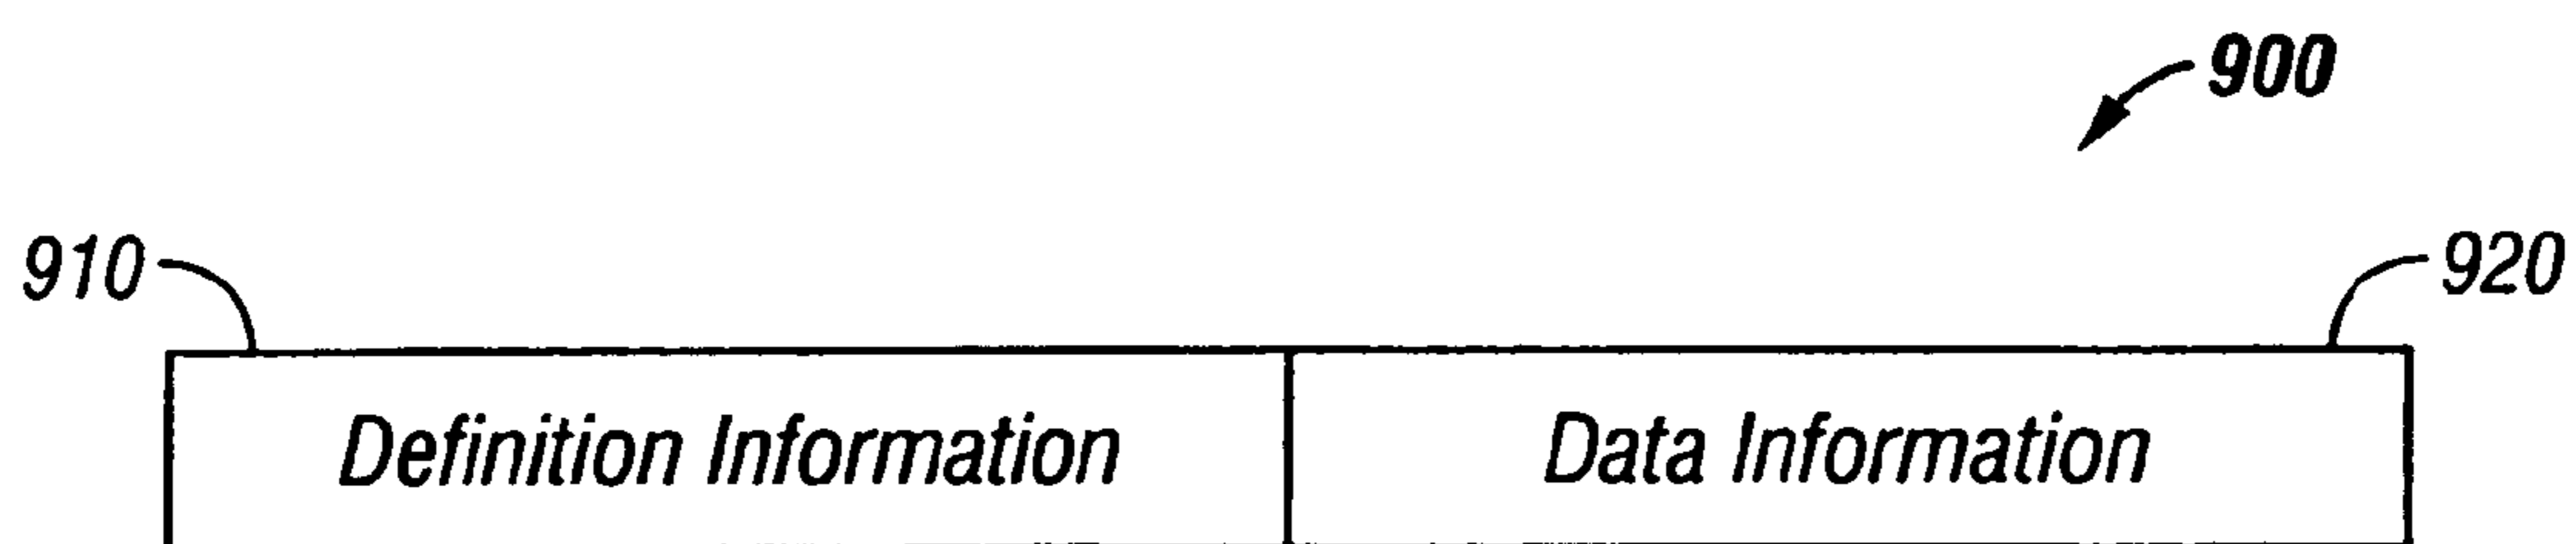 900
910
920
Definition Information
Data Information